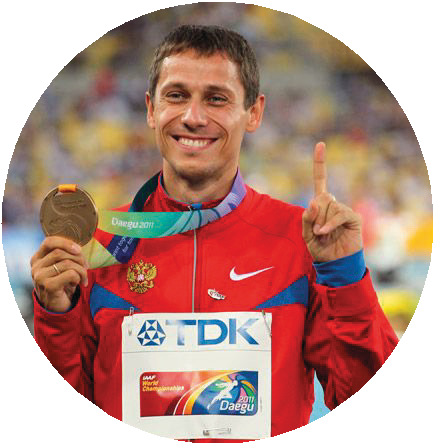 Daegu 2011
TDK
IAAF
World
Championships
2011
Daegu